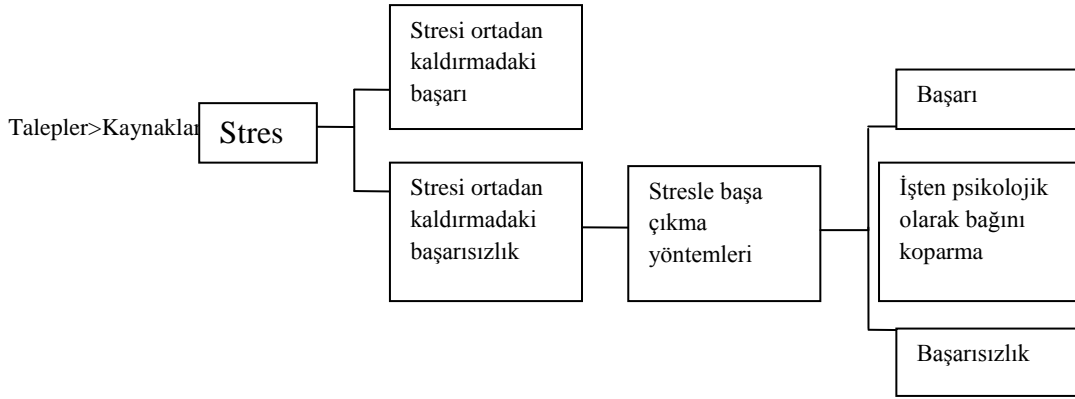 Talepler>Kaynaklar
Stres
Stresi ortadan
kaldırmadaki
başarı
Stresi ortadan
kaldırmadaki
başarısızlık
Stresle başa
çıkma
yöntemleri
Başarı
İşten psikolojik
olarak bağını
koparma
Başarısızlık